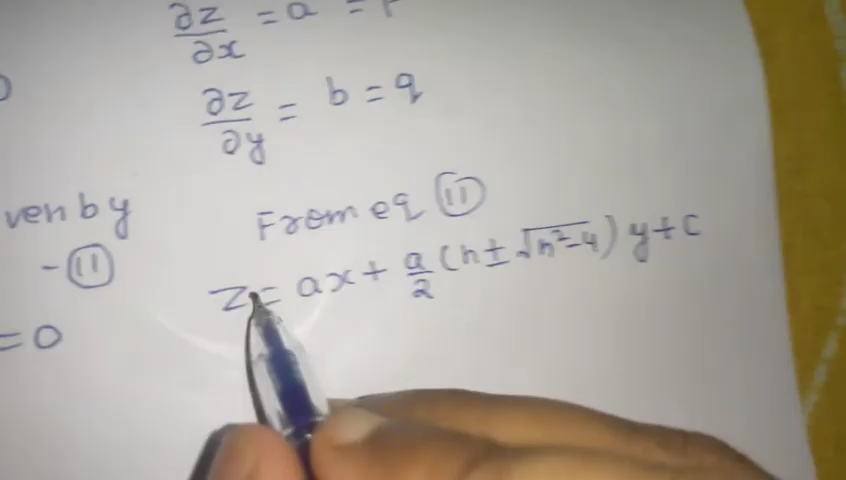 ∂z/∂x = a =
∂z/∂y = b = q
ven by
From eq (11)
- (11)
z = ax + a/2 (n ± √n²-4) y + c
= 0